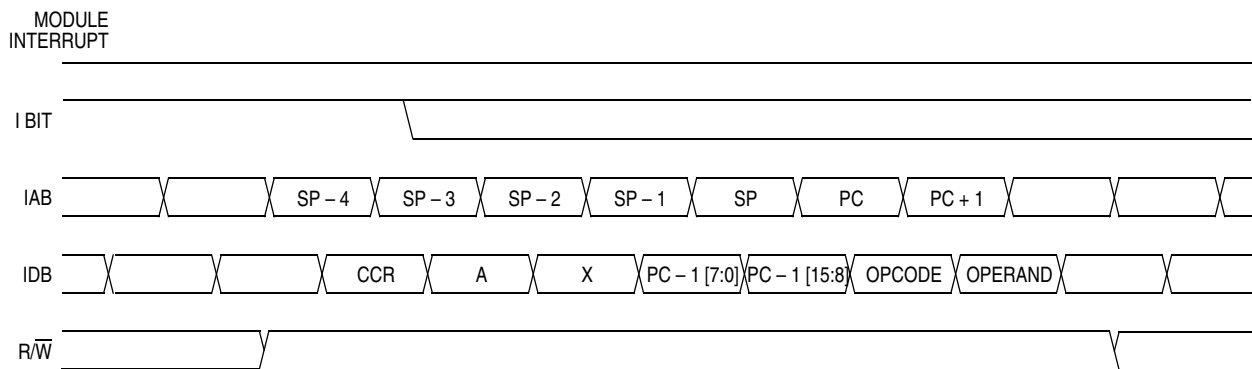 MODULE
INTERRUPT
I BIT
IAB SP – 4 SP – 3 SP – 2 SP – 1 SP PC PC + 1
IDB CCR A X PC – 1 [7:0] PC – 1 [15:8] OPCODE OPERAND
R/W̅